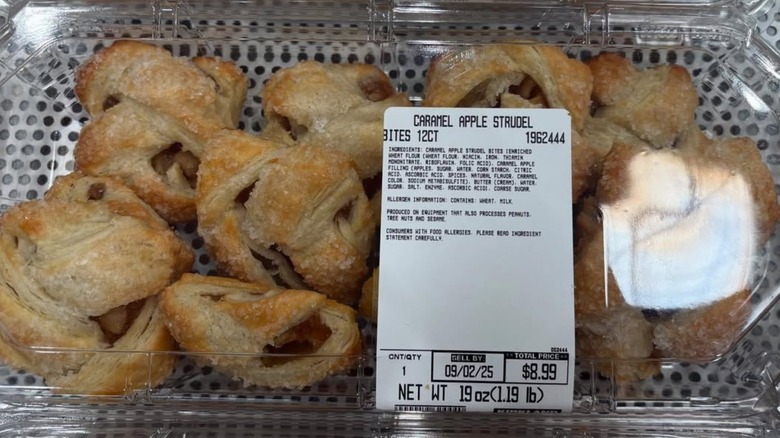 CARAMEL APPLE STRUDEL
BITES 12CT 1962444
INGREDIENTS: CARAMEL APPLE STRUDEL BITES (ENRICHED
WHEAT FLOUR (WHEAT FLOUR, NIACIN, IRON, THIAMIN
MONONITRATE, RIBOFLAVIN, FOLIC ACID), CARAMEL APPLE
FILLING (APPLES, SUGAR, WATER, CORN STARCH, CITRIC
ACID, ASCORBIC ACID, SPICES, NATURAL FLAVOR, CARAMEL
COLOR, SODIUM METABISULFITE), BUTTER (CREAM), WATER,
SUGAR, SALT, ENZYME, ASCORBIC ACID), COARSE SUGAR.
ALLERGEN INFORMATION: CONTAINS: WHEAT, MILK.
PRODUCED ON EQUIPMENT THAT ALSO PROCESSES PEANUTS,
TREE NUTS AND SESAME.
CONSUMERS WITH FOOD ALLERGIES, PLEASE READ INGREDIENT
STATEMENT CAREFULLY.
CNT/QTY SELL BY TOTAL PRICE
1 09/02/25 $8.99
NET WT 19 oz(1.19 lb)